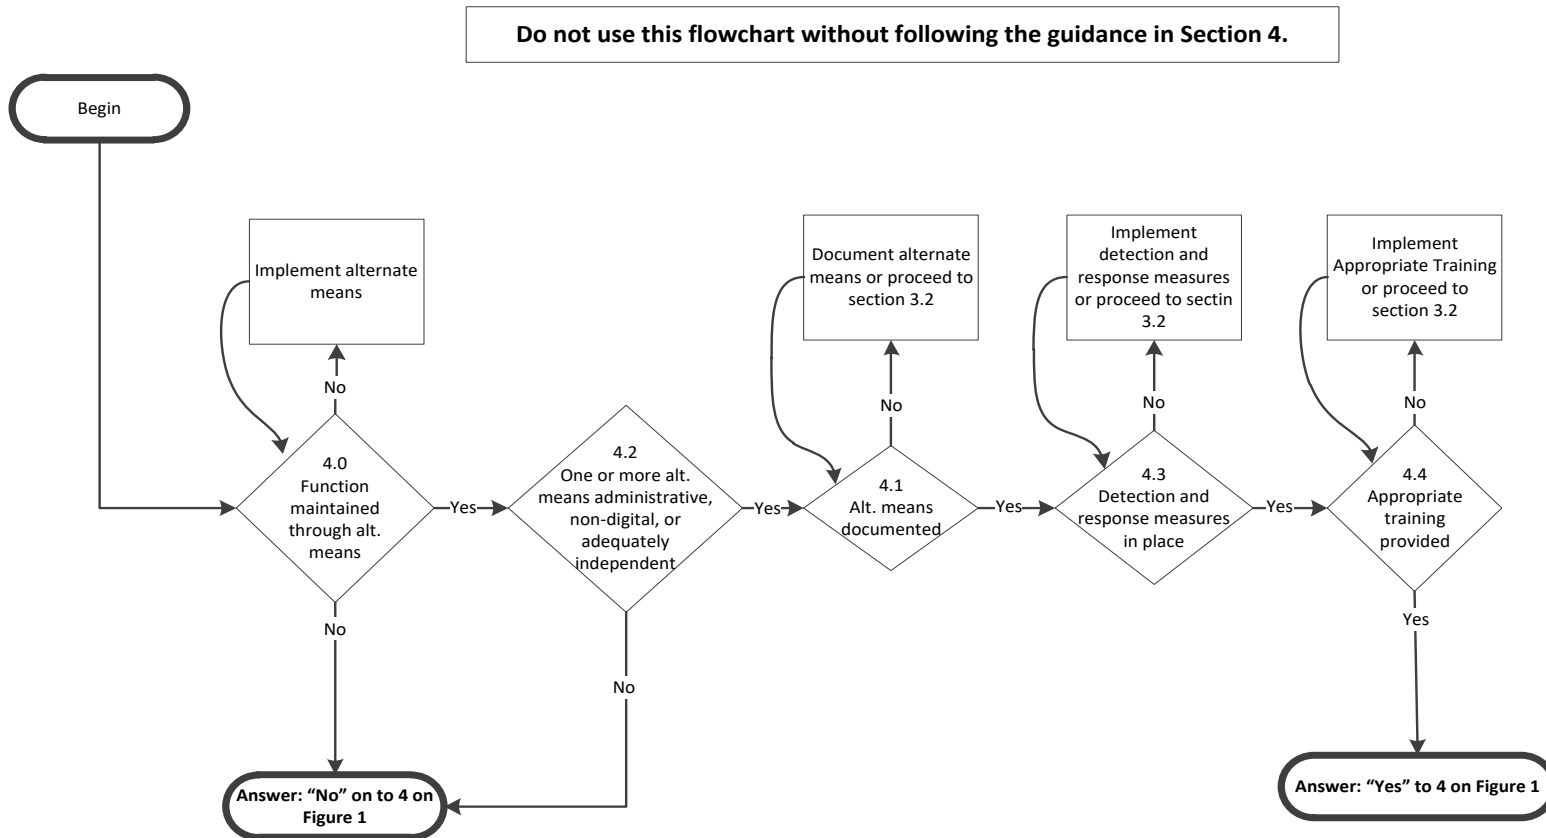 Do not use this flowchart without following the guidance in Section 4.
Begin
Implement alternate
means
Document alternate
means or proceed to
section 3.2
Implement
detection and
response measures
or proceed to sectin
3.2
Implement
Appropriate Training
or proceed to
section 3.2
No
No
No
No
4.0
Function
maintained
through alt.
means
Yes
4.2
One or more alt.
means administrative,
non-digital, or
adequately
independent
Yes
4.1
Alt. means
documented
Yes
4.3
Detection and
response measures
in place
Yes
4.4
Appropriate
training
provided
No
No
Yes
Answer: “No” on to 4 on
Figure 1
Answer: “Yes” to 4 on Figure 1